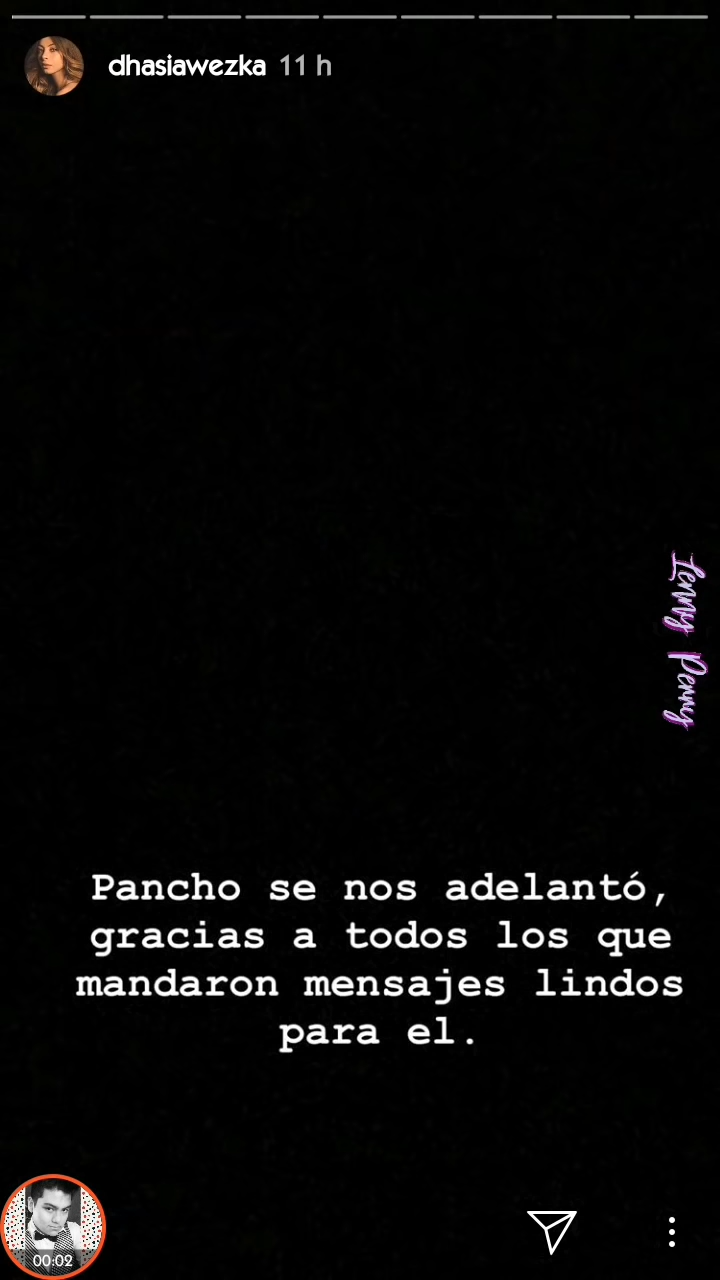 dhasiawezka 11 h
Lenny Penny
Pancho se nos adelantó,
gracias a todos los que
mandaron mensajes lindos
para el.
00:02